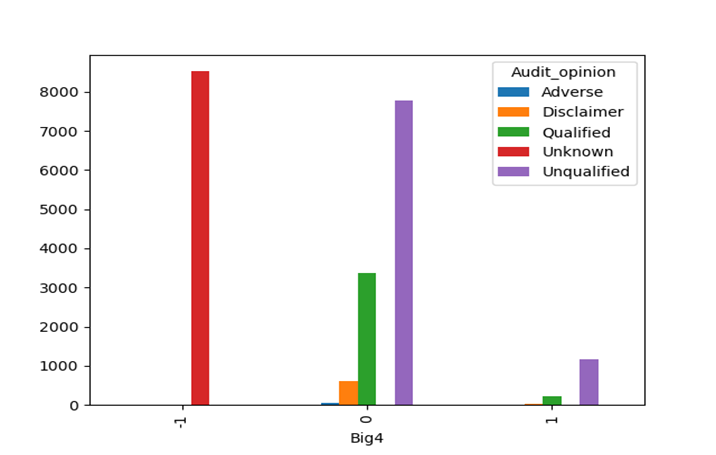 Audit_opinion
Adverse
Disclaimer
Qualified
Unknown
Unqualified
8000
7000
6000
5000
4000
3000
2000
1000
0
-1
0
1
Big4